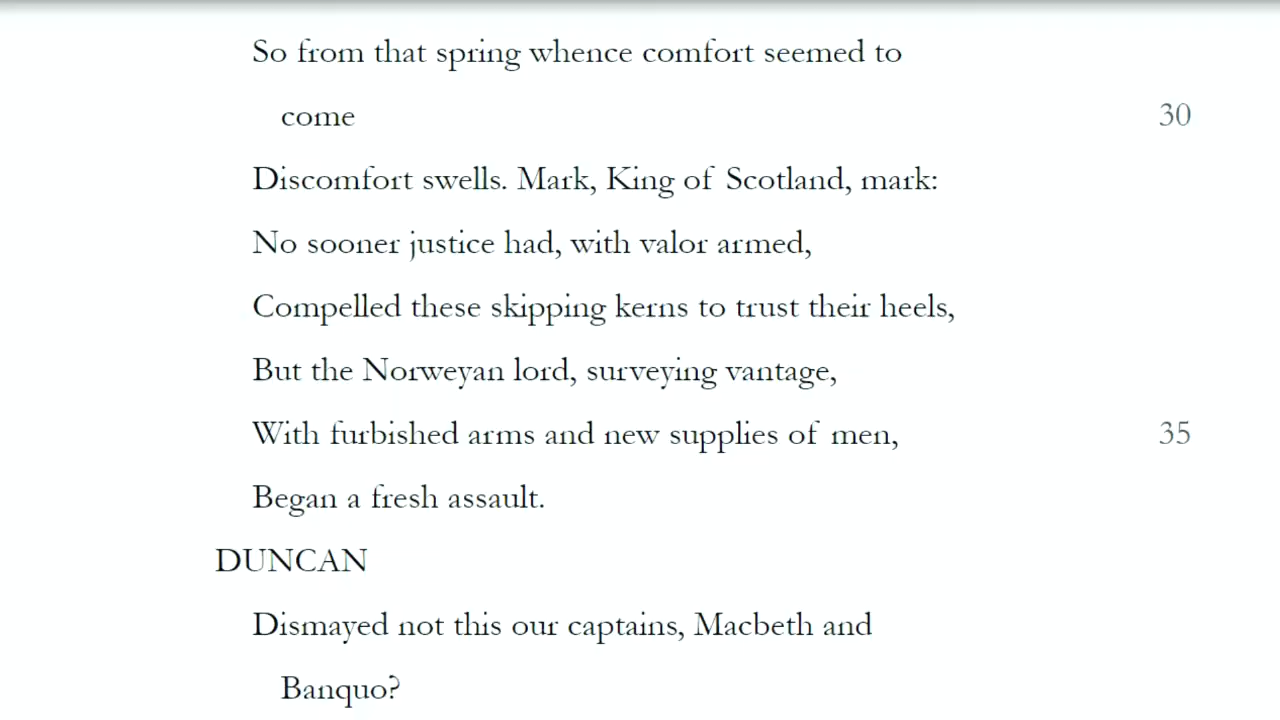 So from that spring whence comfort seemed to
come 30
Discomfort swells. Mark, King of Scotland, mark:
No sooner justice had, with valor armed,
Compelled these skipping kerns to trust their heels,
But the Norweyan lord, surveying vantage,
With furbished arms and new supplies of men, 35
Began a fresh assault.
DUNCAN
Dismayed not this our captains, Macbeth and
Banquo?